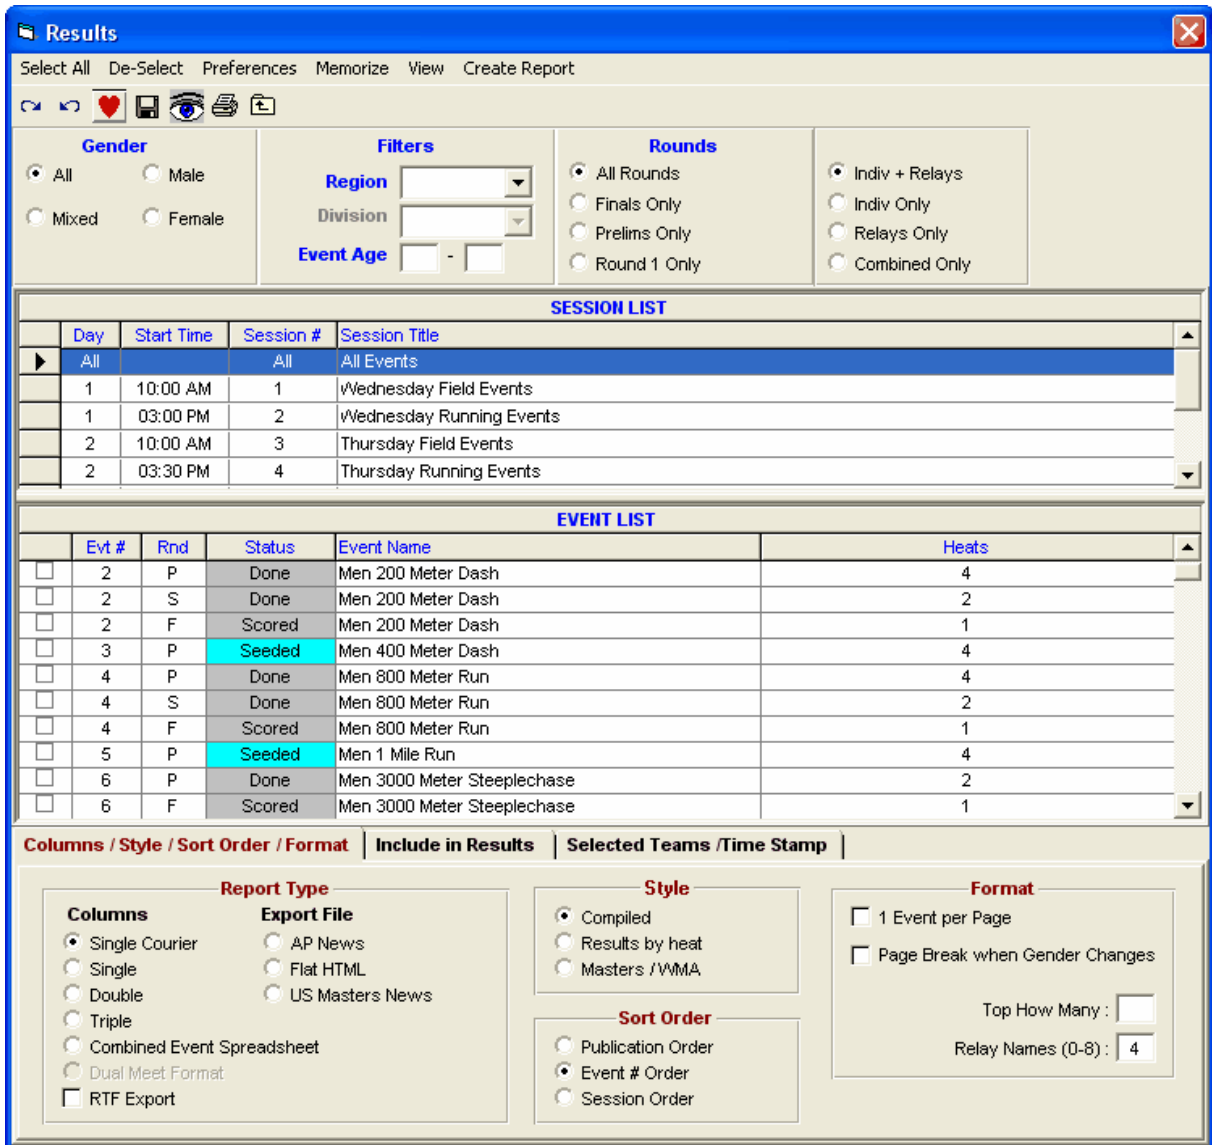 Results
Select All De-Select Preferences Memorize View Create Report
Gender
All Male
Mixed Female
Filters
Region
Division
Event Age -
Rounds
All Rounds
Finals Only
Prelims Only
Round 1 Only
Indiv + Relays
Indiv Only
Relays Only
Combined Only
SESSION LIST
Day Start Time Session # Session Title
All All All Events
1 10:00 AM 1 Wednesday Field Events
1 03:00 PM 2 Wednesday Running Events
2 10:00 AM 3 Thursday Field Events
2 03:30 PM 4 Thursday Running Events
EVENT LIST
Evt # Rnd Status Event Name Heats
2 P Done Men 200 Meter Dash 4
2 S Done Men 200 Meter Dash 2
2 F Scored Men 200 Meter Dash 1
3 P Seeded Men 400 Meter Dash 4
4 P Done Men 800 Meter Run 4
4 S Done Men 800 Meter Run 2
4 F Scored Men 800 Meter Run 1
5 P Seeded Men 1 Mile Run 4
6 P Done Men 3000 Meter Steeplechase 2
6 F Scored Men 3000 Meter Steeplechase 1
Columns / Style / Sort Order / Format Include in Results Selected Teams /Time Stamp
Report Type
Columns
Single Courier
Single
Double
Triple
Combined Event Spreadsheet
Dual Meet Format
RTF Export
Export File
AP News
Flat HTML
US Masters News
Style
Compiled
Results by heat
Masters / WMA
Sort Order
Publication Order
Event # Order
Session Order
Format
1 Event per Page
Page Break when Gender Changes
Top How Many :
Relay Names (0-8) : 4